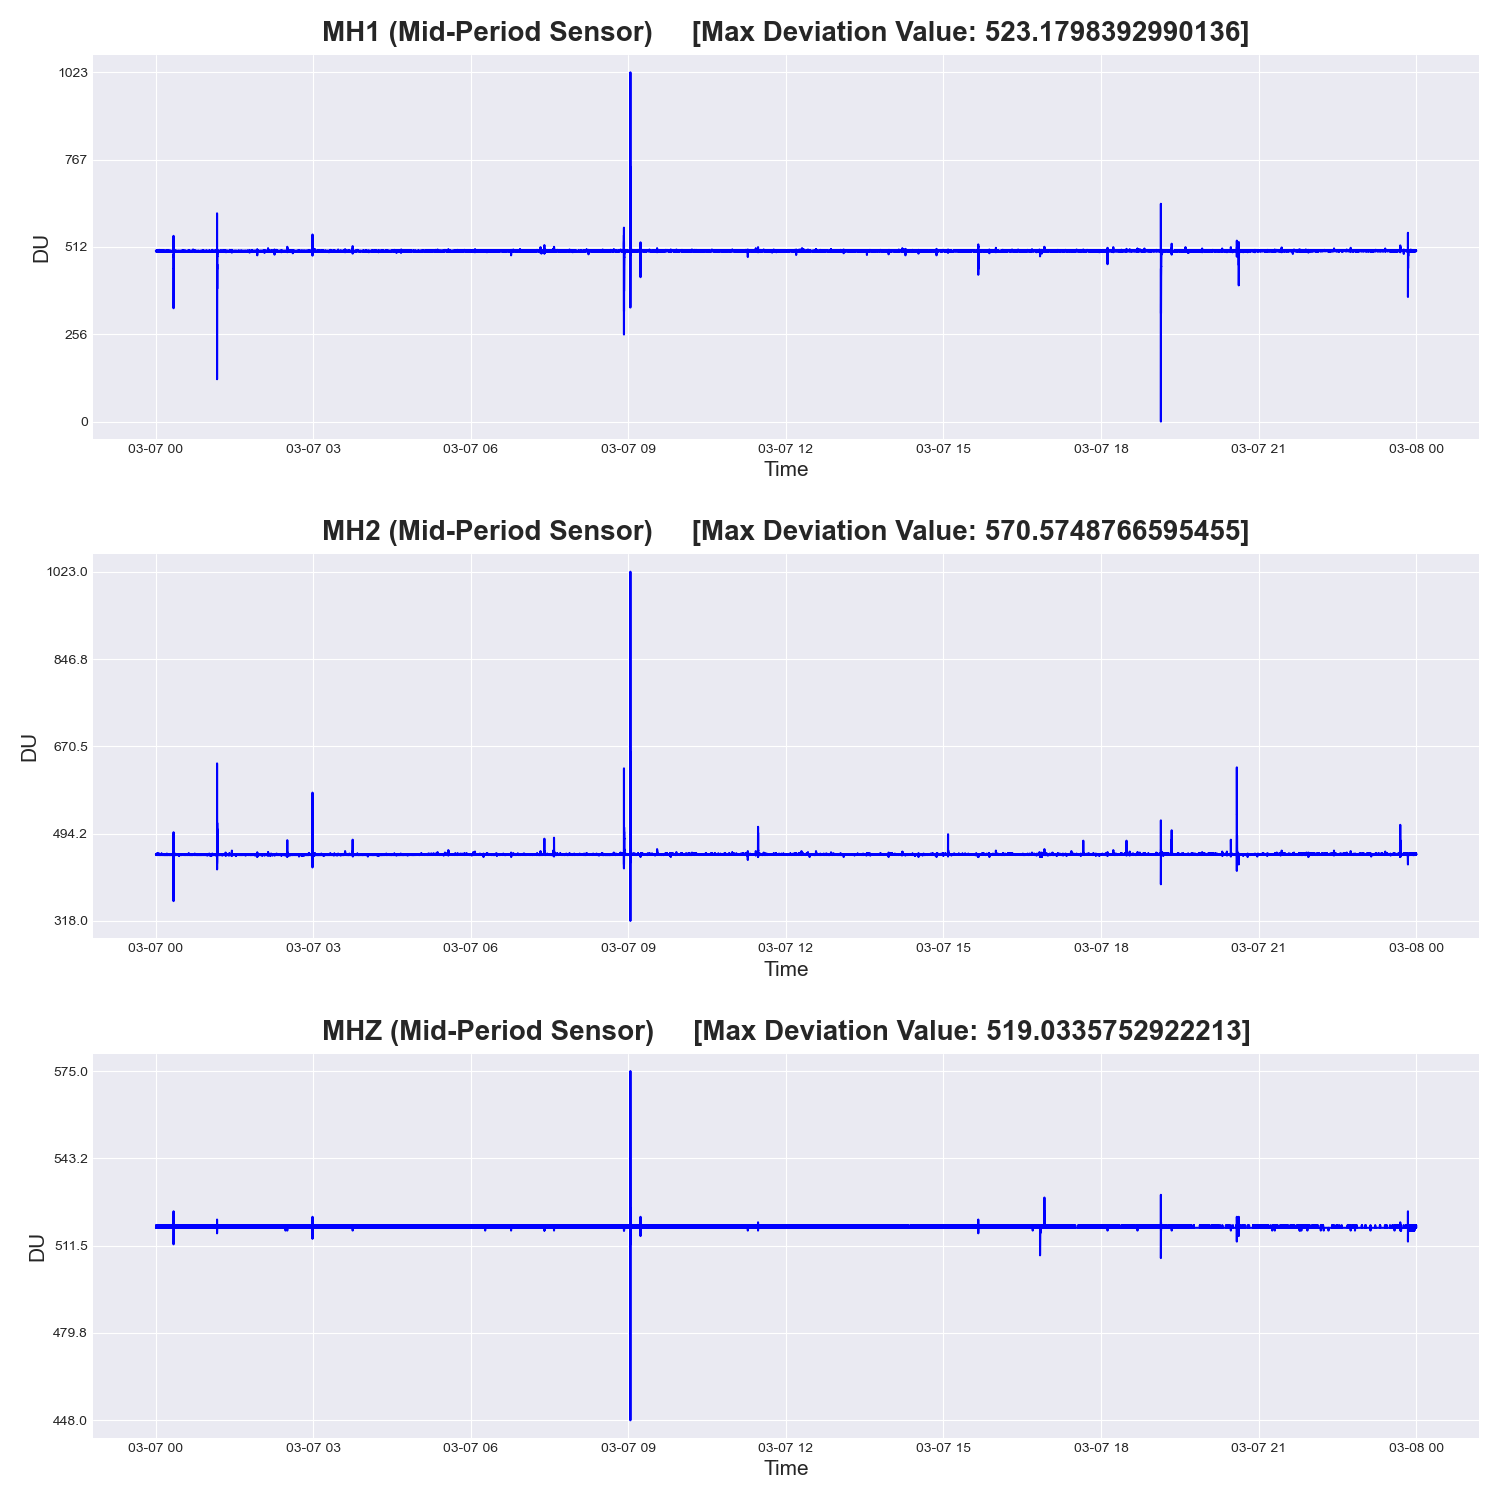 MH1 (Mid-Period Sensor) [Max Deviation Value: 523.1798392990136]
1023
767
512
256
0
DU
03-07 00 03-07 03 03-07 06 03-07 09 03-07 12 03-07 15 03-07 18 03-07 21 03-08 00
Time
MH2 (Mid-Period Sensor) [Max Deviation Value: 570.5748766595455]
1023.0
846.8
670.5
494.2
318.0
DU
03-07 00 03-07 03 03-07 06 03-07 09 03-07 12 03-07 15 03-07 18 03-07 21 03-08 00
Time
MHZ (Mid-Period Sensor) [Max Deviation Value: 519.0335752922213]
575.0
543.2
511.5
479.8
448.0
DU
03-07 00 03-07 03 03-07 06 03-07 09 03-07 12 03-07 15 03-07 18 03-07 21 03-08 00
Time